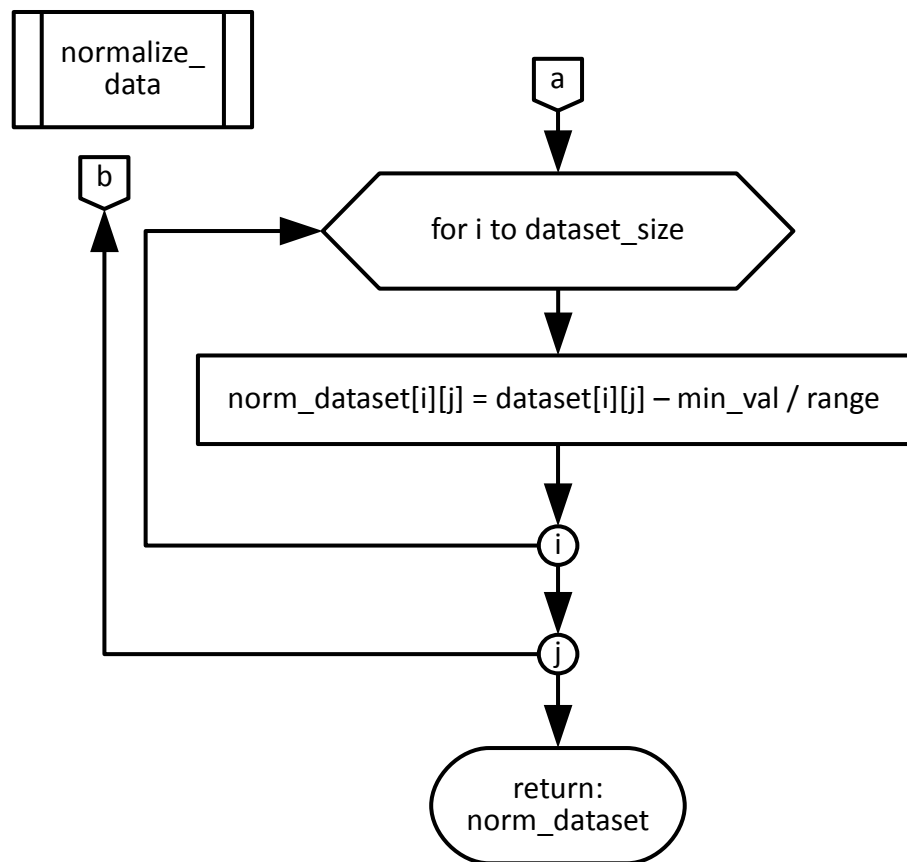 normalize_
data
a
b
for i to dataset_size
norm_dataset[i][j] = dataset[i][j] – min_val / range
i
j
return:
norm_dataset